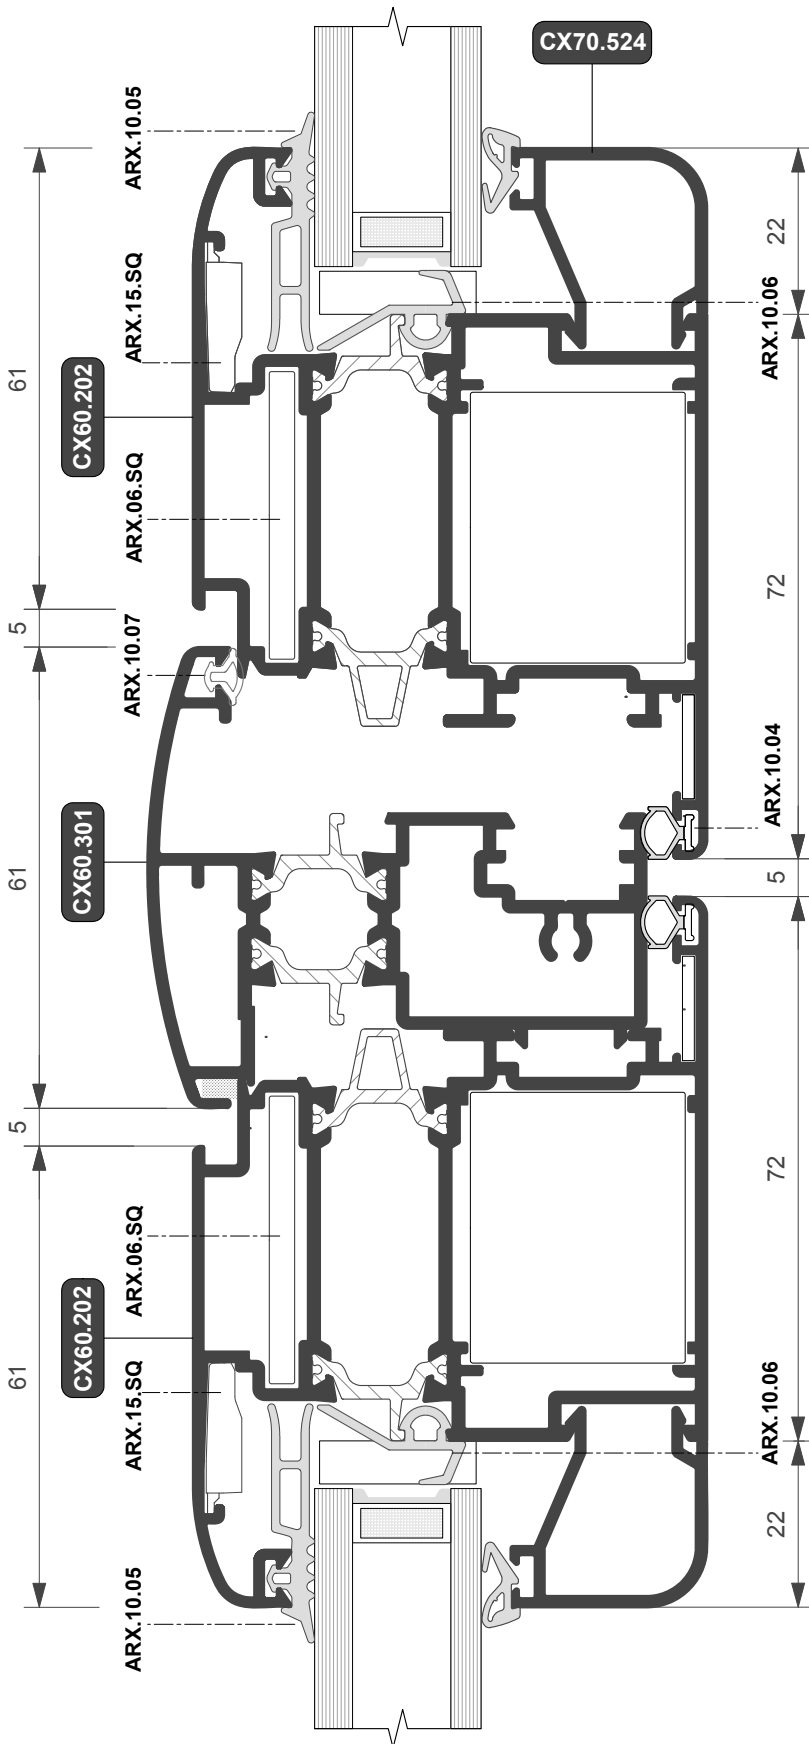 CX70.524
ARX.10.05
22
ARX.15.SQ
ARX.10.06
61
CX60.202
ARX.06.SQ
72
5
ARX.10.07
ARX.10.04
61
CX60.301
5
5
72
ARX.06.SQ
CX60.202
61
ARX.15.SQ
ARX.10.06
22
ARX.10.05